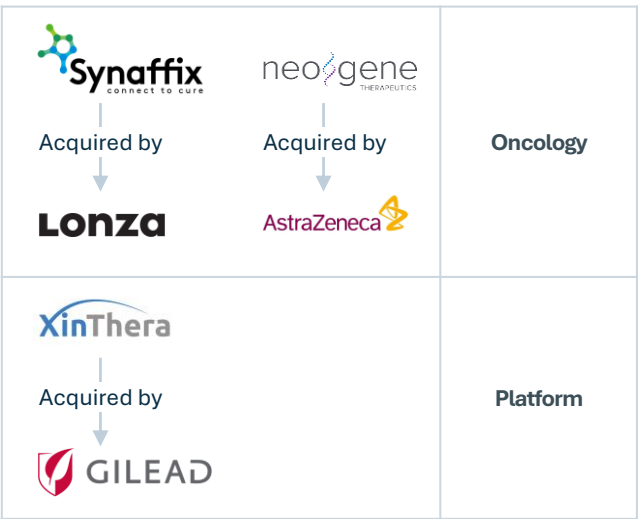 Synaffix
connect to cure
neogene
THERAPEUTICS
Acquired by
Acquired by
Oncology
Lonza
AstraZeneca
XinThera
Acquired by
Platform
GILEAD